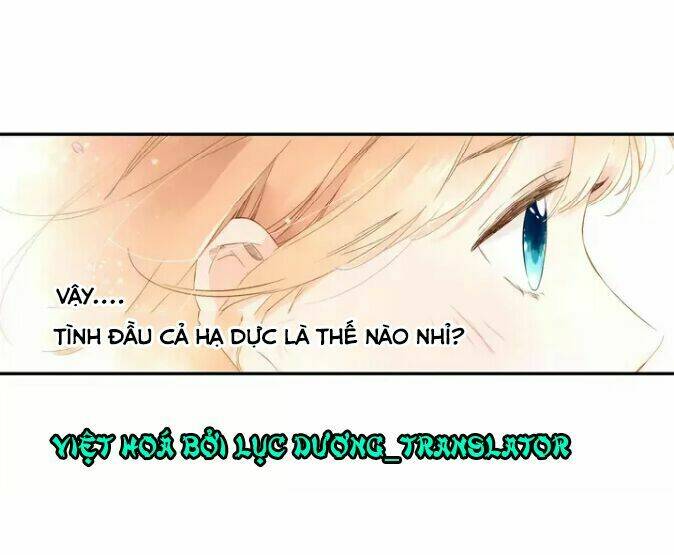 VẬY....
TÌNH ĐẦU CẢ HẠ DỰC LÀ THẾ NÀO NHỈ?
VIỆT HOÁ BỞI LỤC DƯƠNG_TRANSLATOR